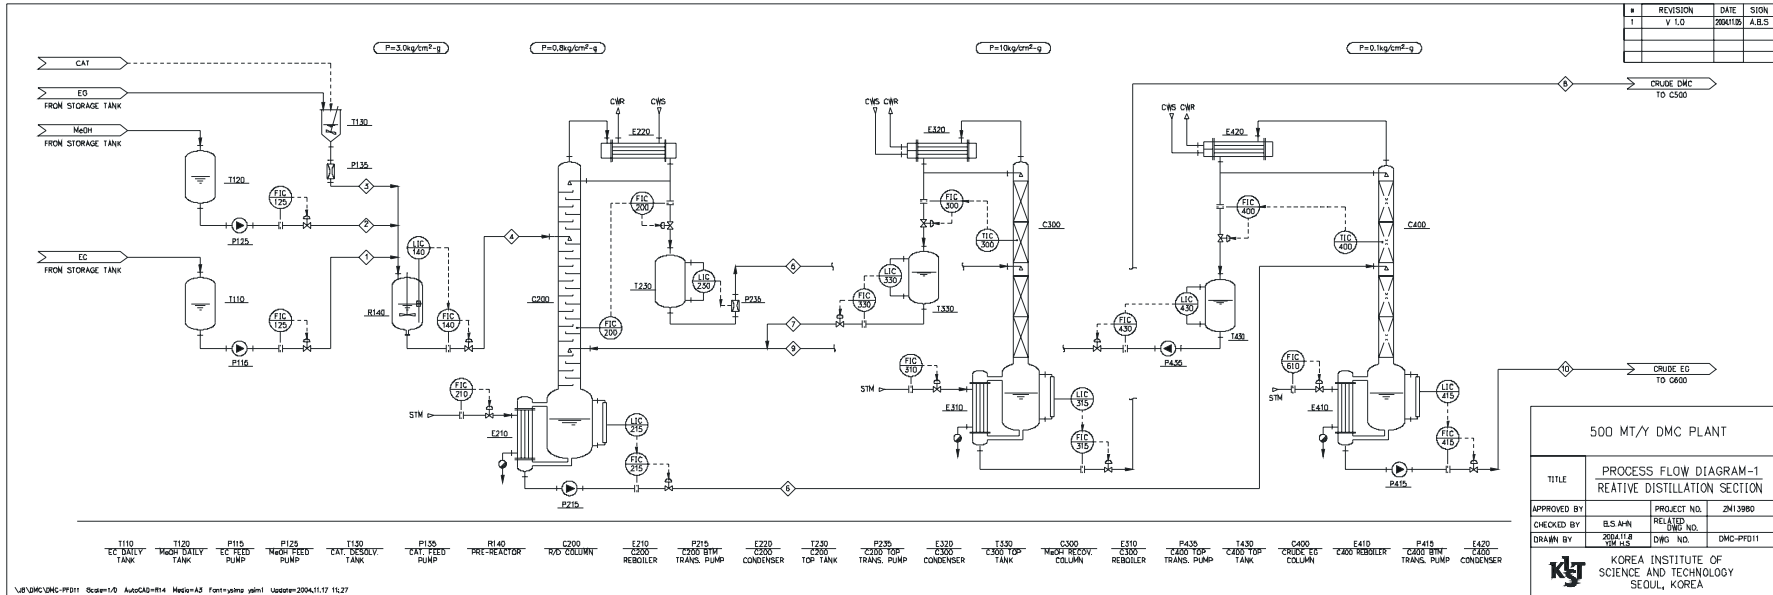 # REVISION DATE SIGN
1 V 1.0 2004.11.05 A.B.S
P=3.0kg/cm²-g
P=0.8kg/cm²-g
P=10kg/cm²-g
P=0.1kg/cm²-g
CAT
EG
FROM STORAGE TANK
MeOH
FROM STORAGE TANK
EC
FROM STORAGE TANK
T130
P135
T120
FIC
125
P125
T110
FIC
125
P116
3
2
1
LIC
140
R140
FIC
140
4
CWR CWS
E220
FIC
200
T230
LIC
230
P236
C200
FIC
200
FIC
210
STM
E210
LIC
215
FIC
215
P215
5
7
9
6
CWS CWR
E320
FIC
300
TIC
300
C300
LIC
330
FIC
330
T330
FIC
310
STM
E310
LIC
315
FIC
315
CWS CWR
E420
FIC
400
TIC
400
C400
LIC
430
FIC
430
T430
P436
FIC
610
STM
E410
LIC
415
FIC
415
P415
8
CRUDE DMC
TO C500
10
CRUDE EG
TO C600
T110 T120 P115 P125 T130 P135 R140 C200 E210 P215 E220 T230 P235 E320 T330 C300 E310 P435 T430 C400 E410 P415 E420
EC DAILY TANK
MeOH DAILY TANK
EC FEED PUMP
MeOH FEED PUMP
CAT. DESOLV. TANK
CAT. FEED PUMP
PRE-REACTOR
R/D COLUMN
C200 REBOILER
C200 BTM TRANS. PUMP
C200 CONDENSER
C200 TOP TANK
C200 TOP TRANS. PUMP
C300 CONDENSER
C300 TOP TANK
MeOH RECOV. COLUMN
C300 REBOILER
C400 TOP TRANS. PUMP
C400 TOP TANK
CRUDE EG COLUMN
C400 REBOILER
C400 BTM TRANS. PUMP
C400 CONDENSER
500 MT/Y DMC PLANT
TITLE
PROCESS FLOW DIAGRAM-1
REATIVE DISTILLATION SECTION
APPROVED BY PROJECT NO. 2M13980
CHECKED BY B.S. AHN RELATED DWG NO.
DRAWN BY 2004.11.8 YIM H.S DWG NO. DMC-PFD11
KIST
KOREA INSTITUTE OF
SCIENCE AND TECHNOLOGY
SEOUL, KOREA
\JB\DMC\DMC-PFD11 Scale=1/0 AutoCAD=R14 Media=A3 Font=ysimp ysim1 Update=2004.11.17 11:27